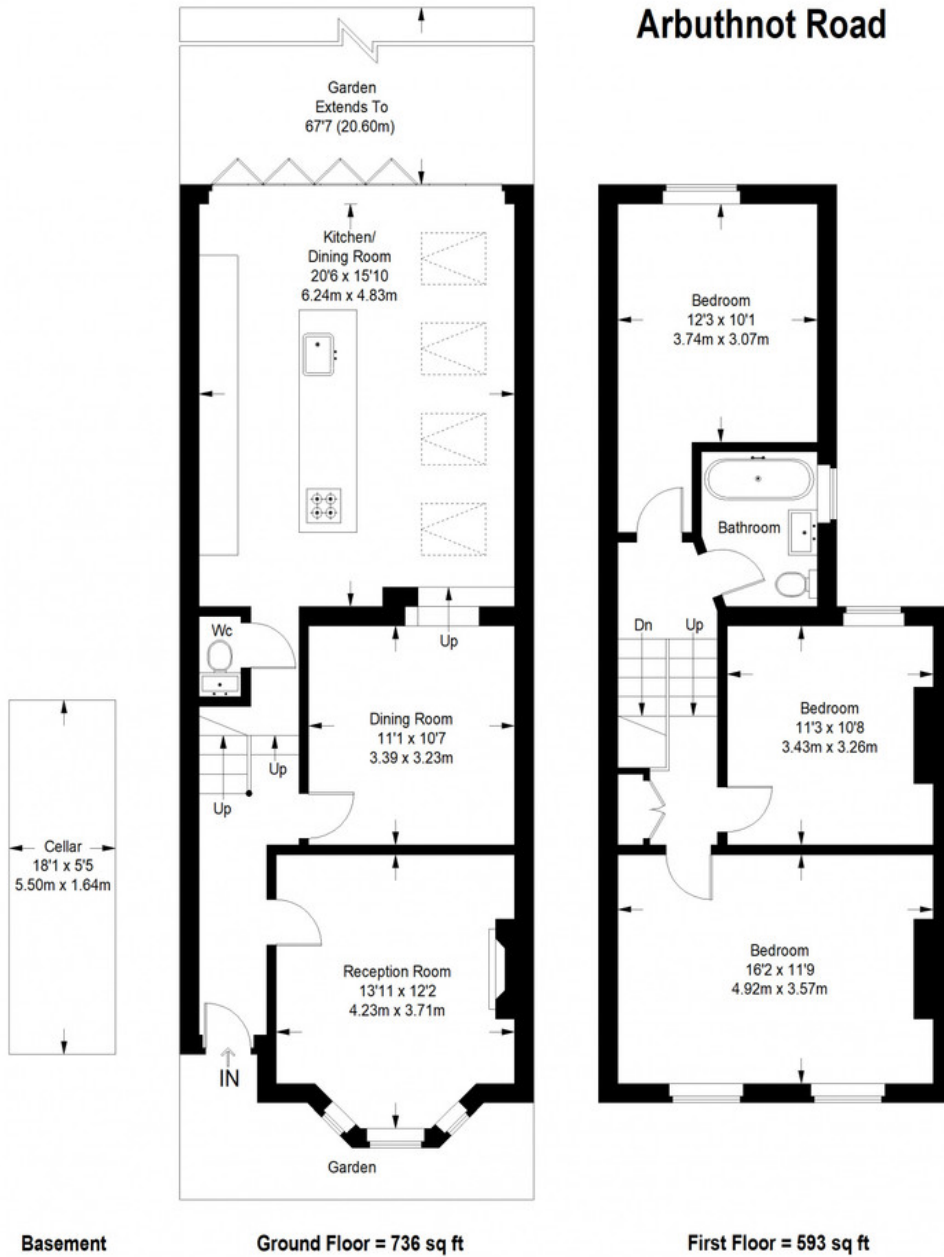 Arbuthnot Road
Garden
Extends To
67'7 (20.60m)
Kitchen/
Dining Room
20'6 x 15'10
6.24m x 4.83m
Up
Wc
Dining Room
11'1 x 10'7
3.39 x 3.23m
Up
Up
Reception Room
13'11 x 12'2
4.23m x 3.71m
IN
Garden
Cellar
18'1 x 5'5
5.50m x 1.64m
Bedroom
12'3 x 10'1
3.74m x 3.07m
Bathroom
Dn
Up
Bedroom
11'3 x 10'8
3.43m x 3.26m
Bedroom
16'2 x 11'9
4.92m x 3.57m
Basement
Ground Floor = 736 sq ft
First Floor = 593 sq ft